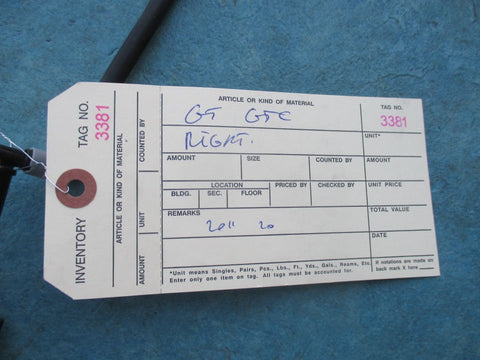 INVENTORY TAG NO. 3381
ARTICLE OR KIND OF MATERIAL
AMOUNT UNIT COUNTED BY
ARTICLE OR KIND OF MATERIAL
GT GTC
RIGHT.
TAG NO.
3381
UNIT*
AMOUNT SIZE COUNTED BY AMOUNT
LOCATION
BLDG. SEC. FLOOR PRICED BY CHECKED BY UNIT PRICE
REMARKS
2011 20
TOTAL VALUE
DATE
*Unit means Singles, Pairs, Pcs., Lbs., Ft., Yds., Gals., Reams, Etc.
Enter only one item on tag. All tags must be accounted for.
If notations are made on
back mark X here